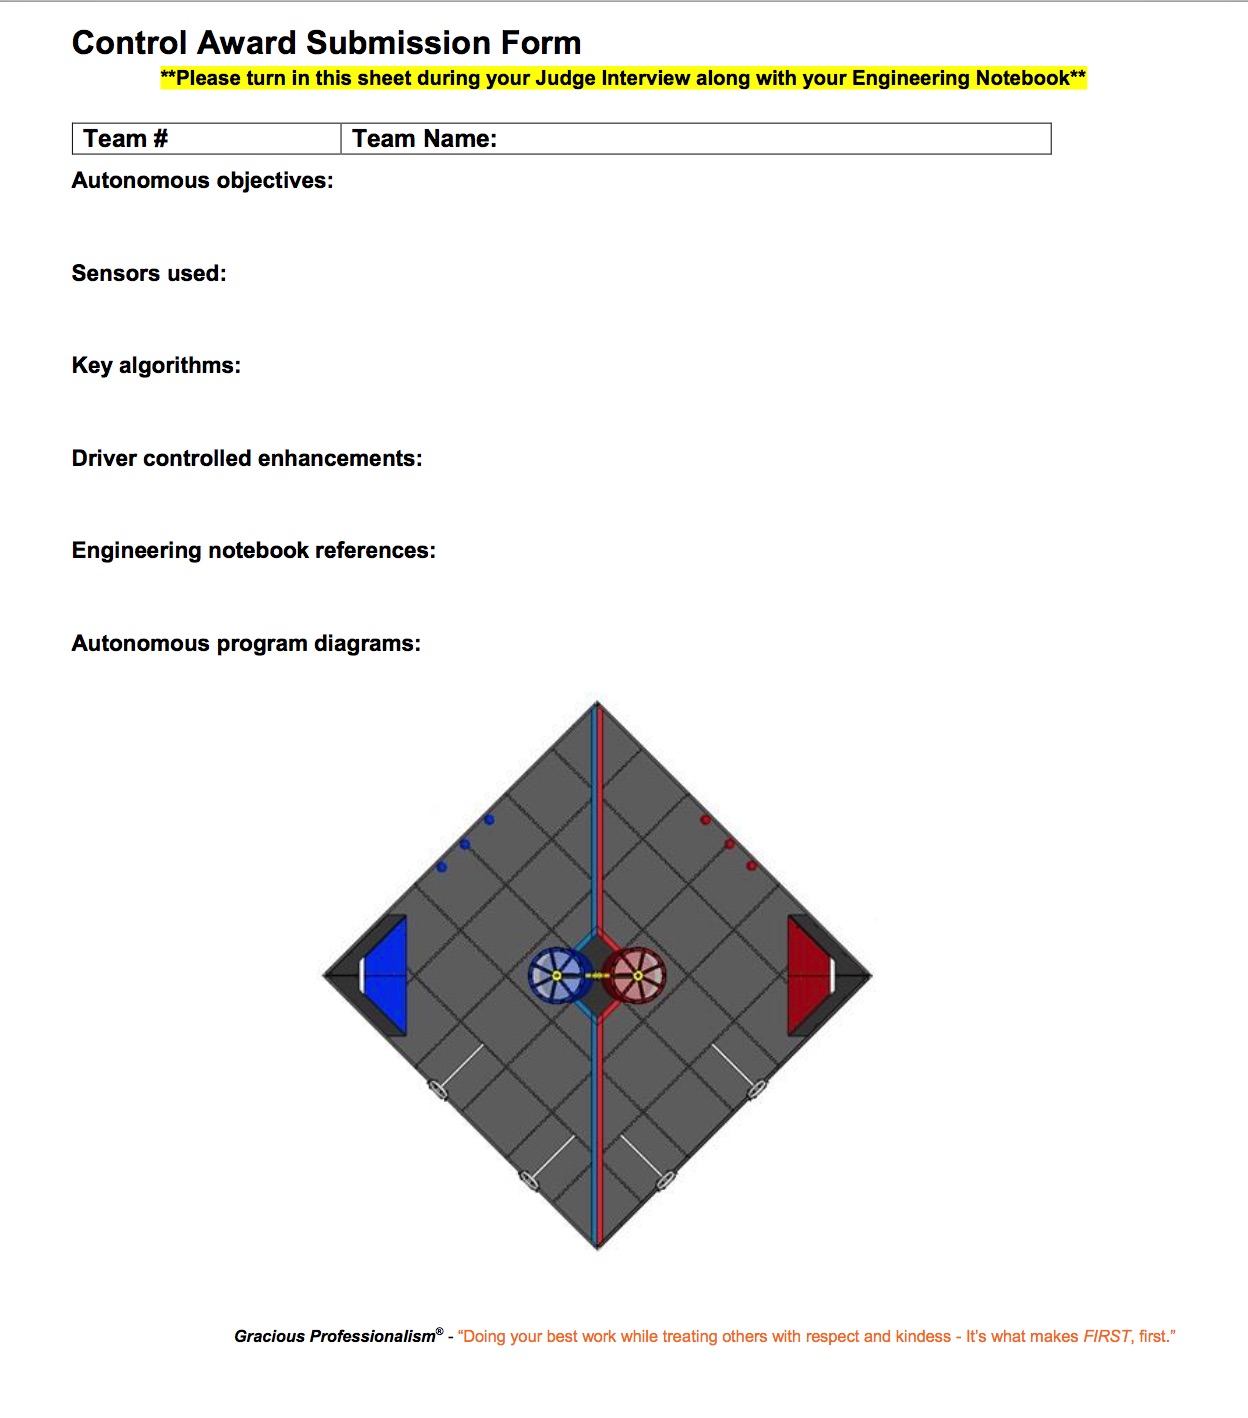 Control Award Submission Form
**Please turn in this sheet during your Judge Interview along with your Engineering Notebook**
Team # Team Name:
Autonomous objectives:
Sensors used:
Key algorithms:
Driver controlled enhancements:
Engineering notebook references:
Autonomous program diagrams:
Gracious Professionalism® - “Doing your best work while treating others with respect and kindess - It’s what makes FIRST, first.”